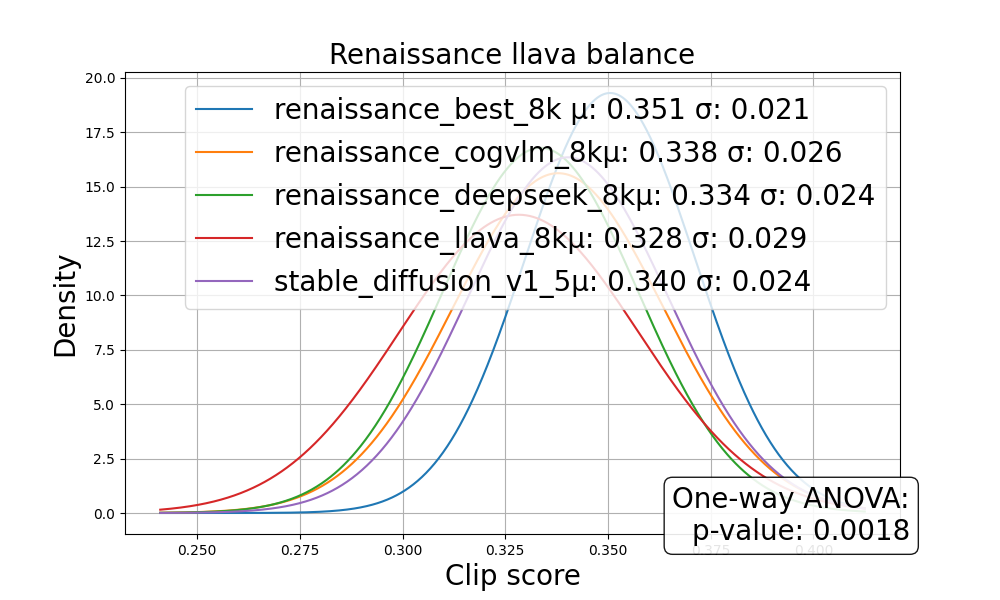 Renaissance llava balance
20.0
17.5
15.0
12.5
10.0
7.5
5.0
2.5
0.0
Density
renaissance_best_8k μ: 0.351 σ: 0.021
renaissance_cogvlm_8kμ: 0.338 σ: 0.026
renaissance_deepseek_8kμ: 0.334 σ: 0.024
renaissance_llava_8kμ: 0.328 σ: 0.029
stable_diffusion_v1_5μ: 0.340 σ: 0.024
One-way ANOVA:
p-value: 0.0018
0.250 0.275 0.300 0.325 0.350 0.375 0.400
Clip score